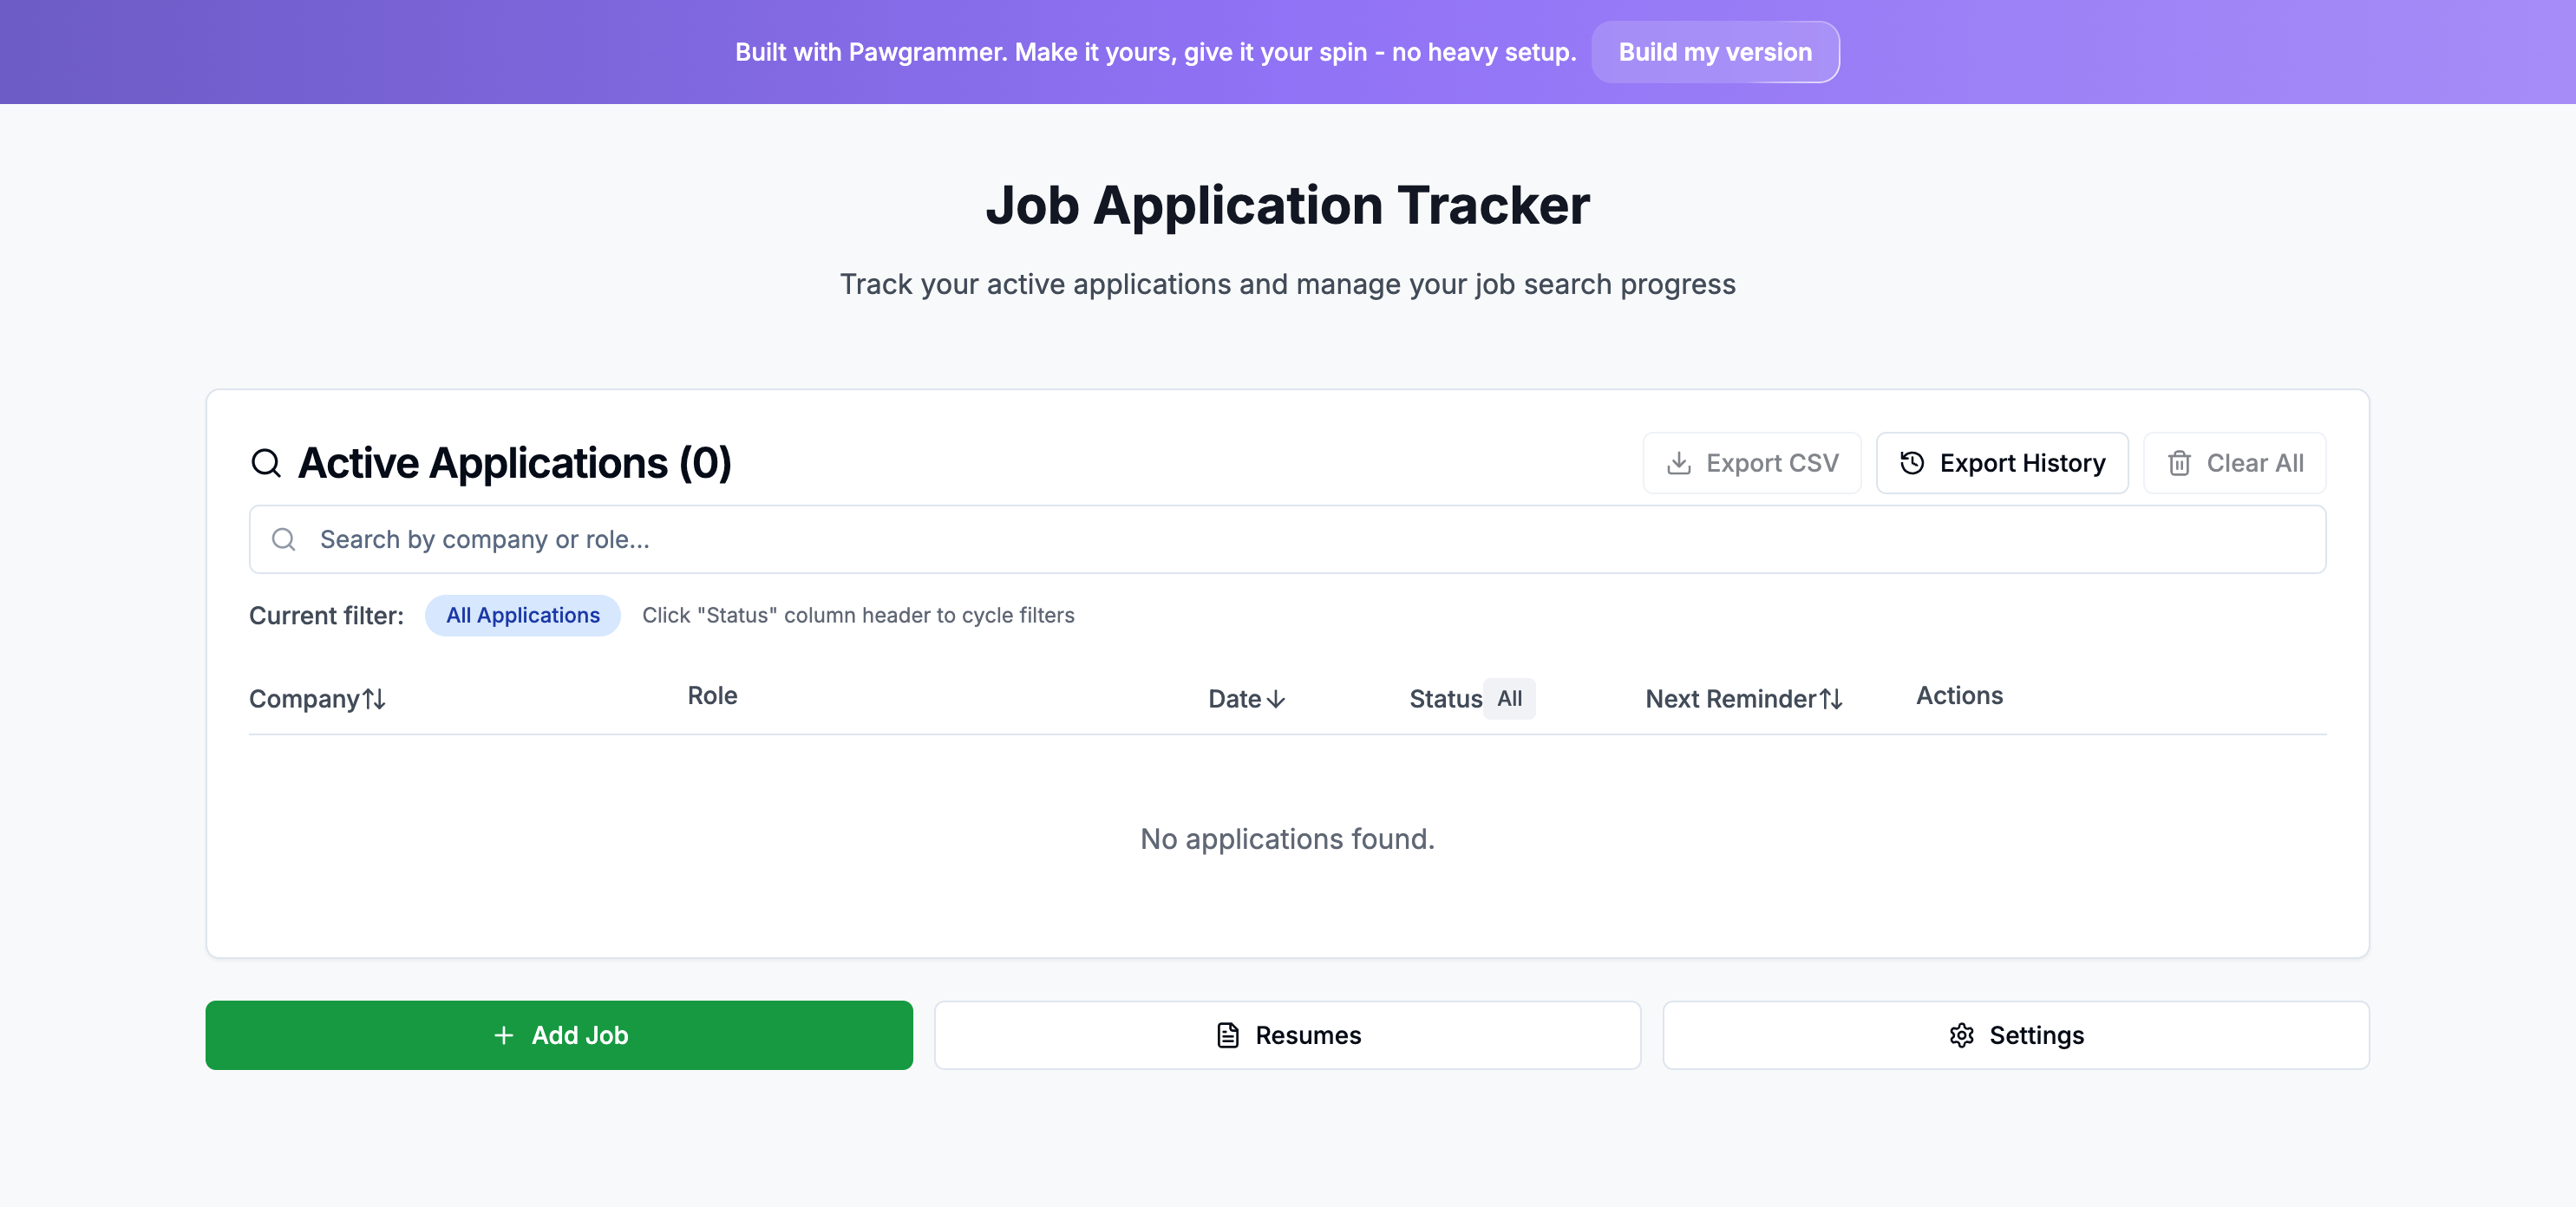 Built with Pawgrammer. Make it yours, give it your spin - no heavy setup. Build my version
Job Application Tracker
Track your active applications and manage your job search progress
Active Applications (0) Export CSV Export History Clear All
Search by company or role...
Current filter: All Applications Click "Status" column header to cycle filters
Company Role Date Status All Next Reminder Actions
No applications found.
Add Job Resumes Settings